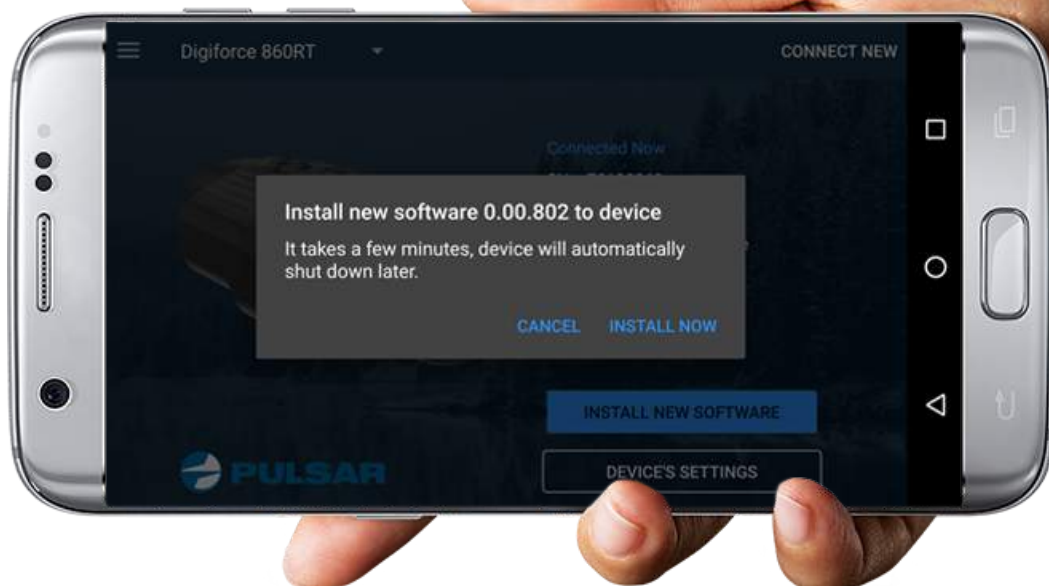 Digiforce 860RT
CONNECT NEW
Connected Now
Install new software 0.00.802 to device
It takes a few minutes, device will automatically
shut down later.
CANCEL INSTALL NOW
INSTALL NEW SOFTWARE
PULSAR
DEVICE'S SETTINGS